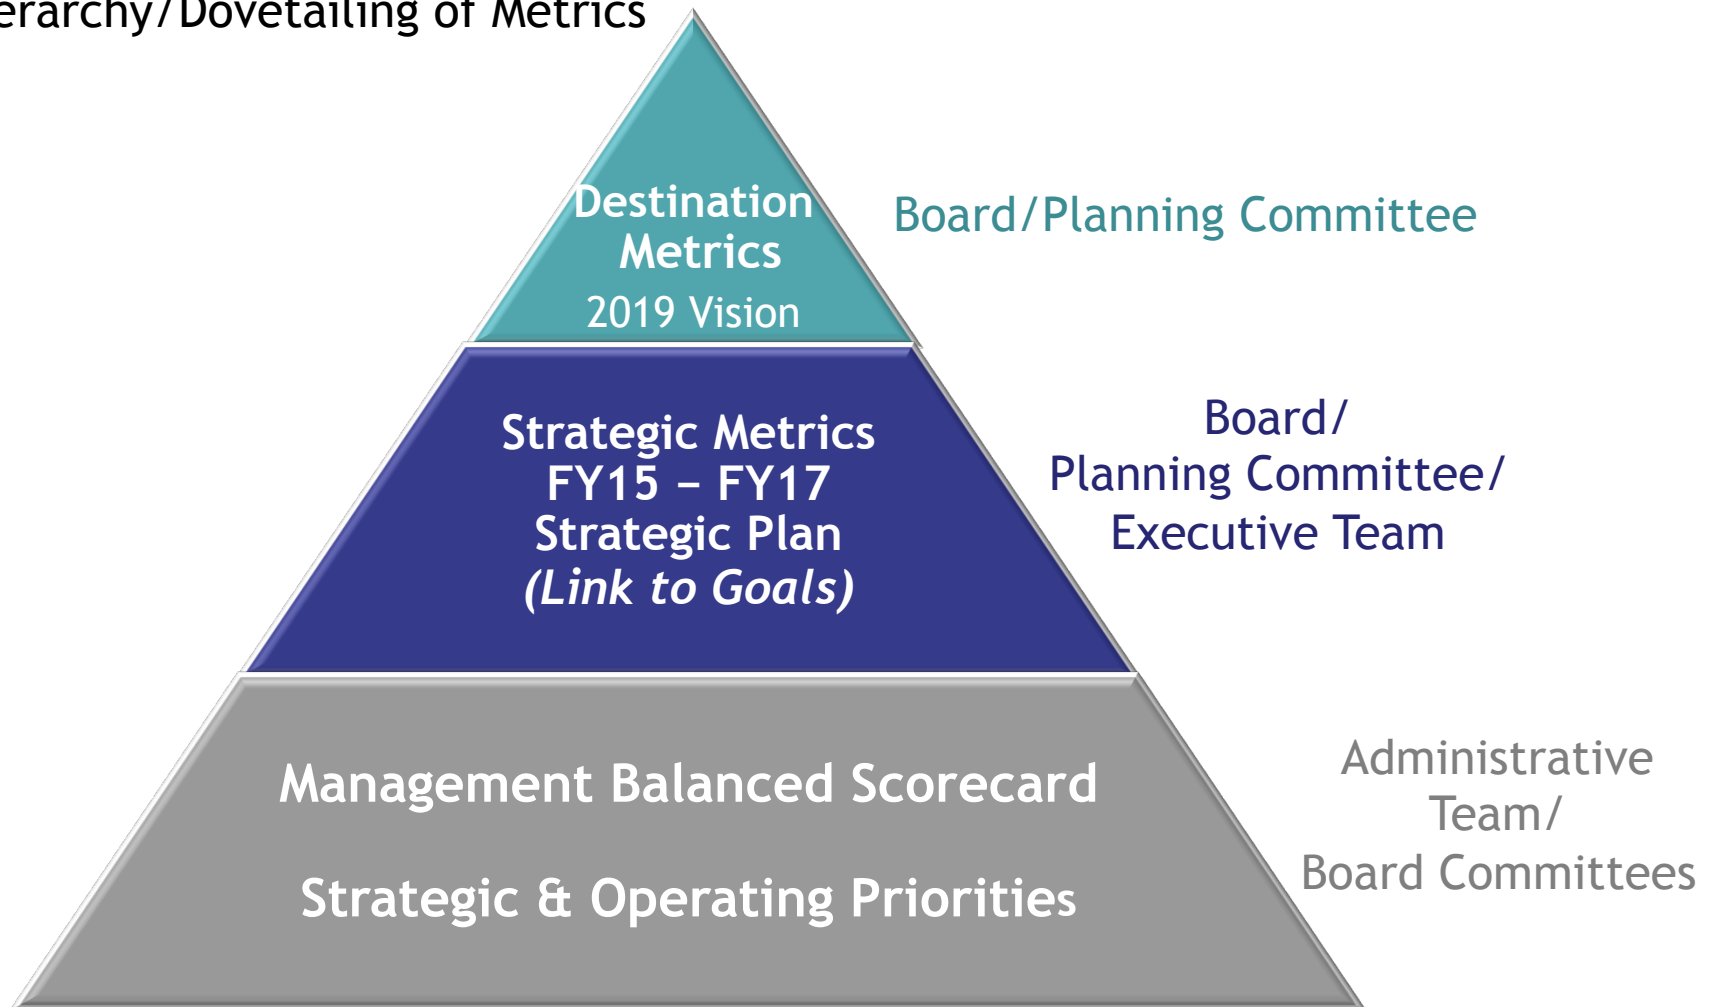 erarchy/Dovetailing of Metrics
Destination
Metrics
2019 Vision
Board/Planning Committee
Strategic Metrics
FY15 – FY17
Strategic Plan
(Link to Goals)
Board/
Planning Committee/
Executive Team
Management Balanced Scorecard
Strategic & Operating Priorities
Administrative
Team/
Board Committees